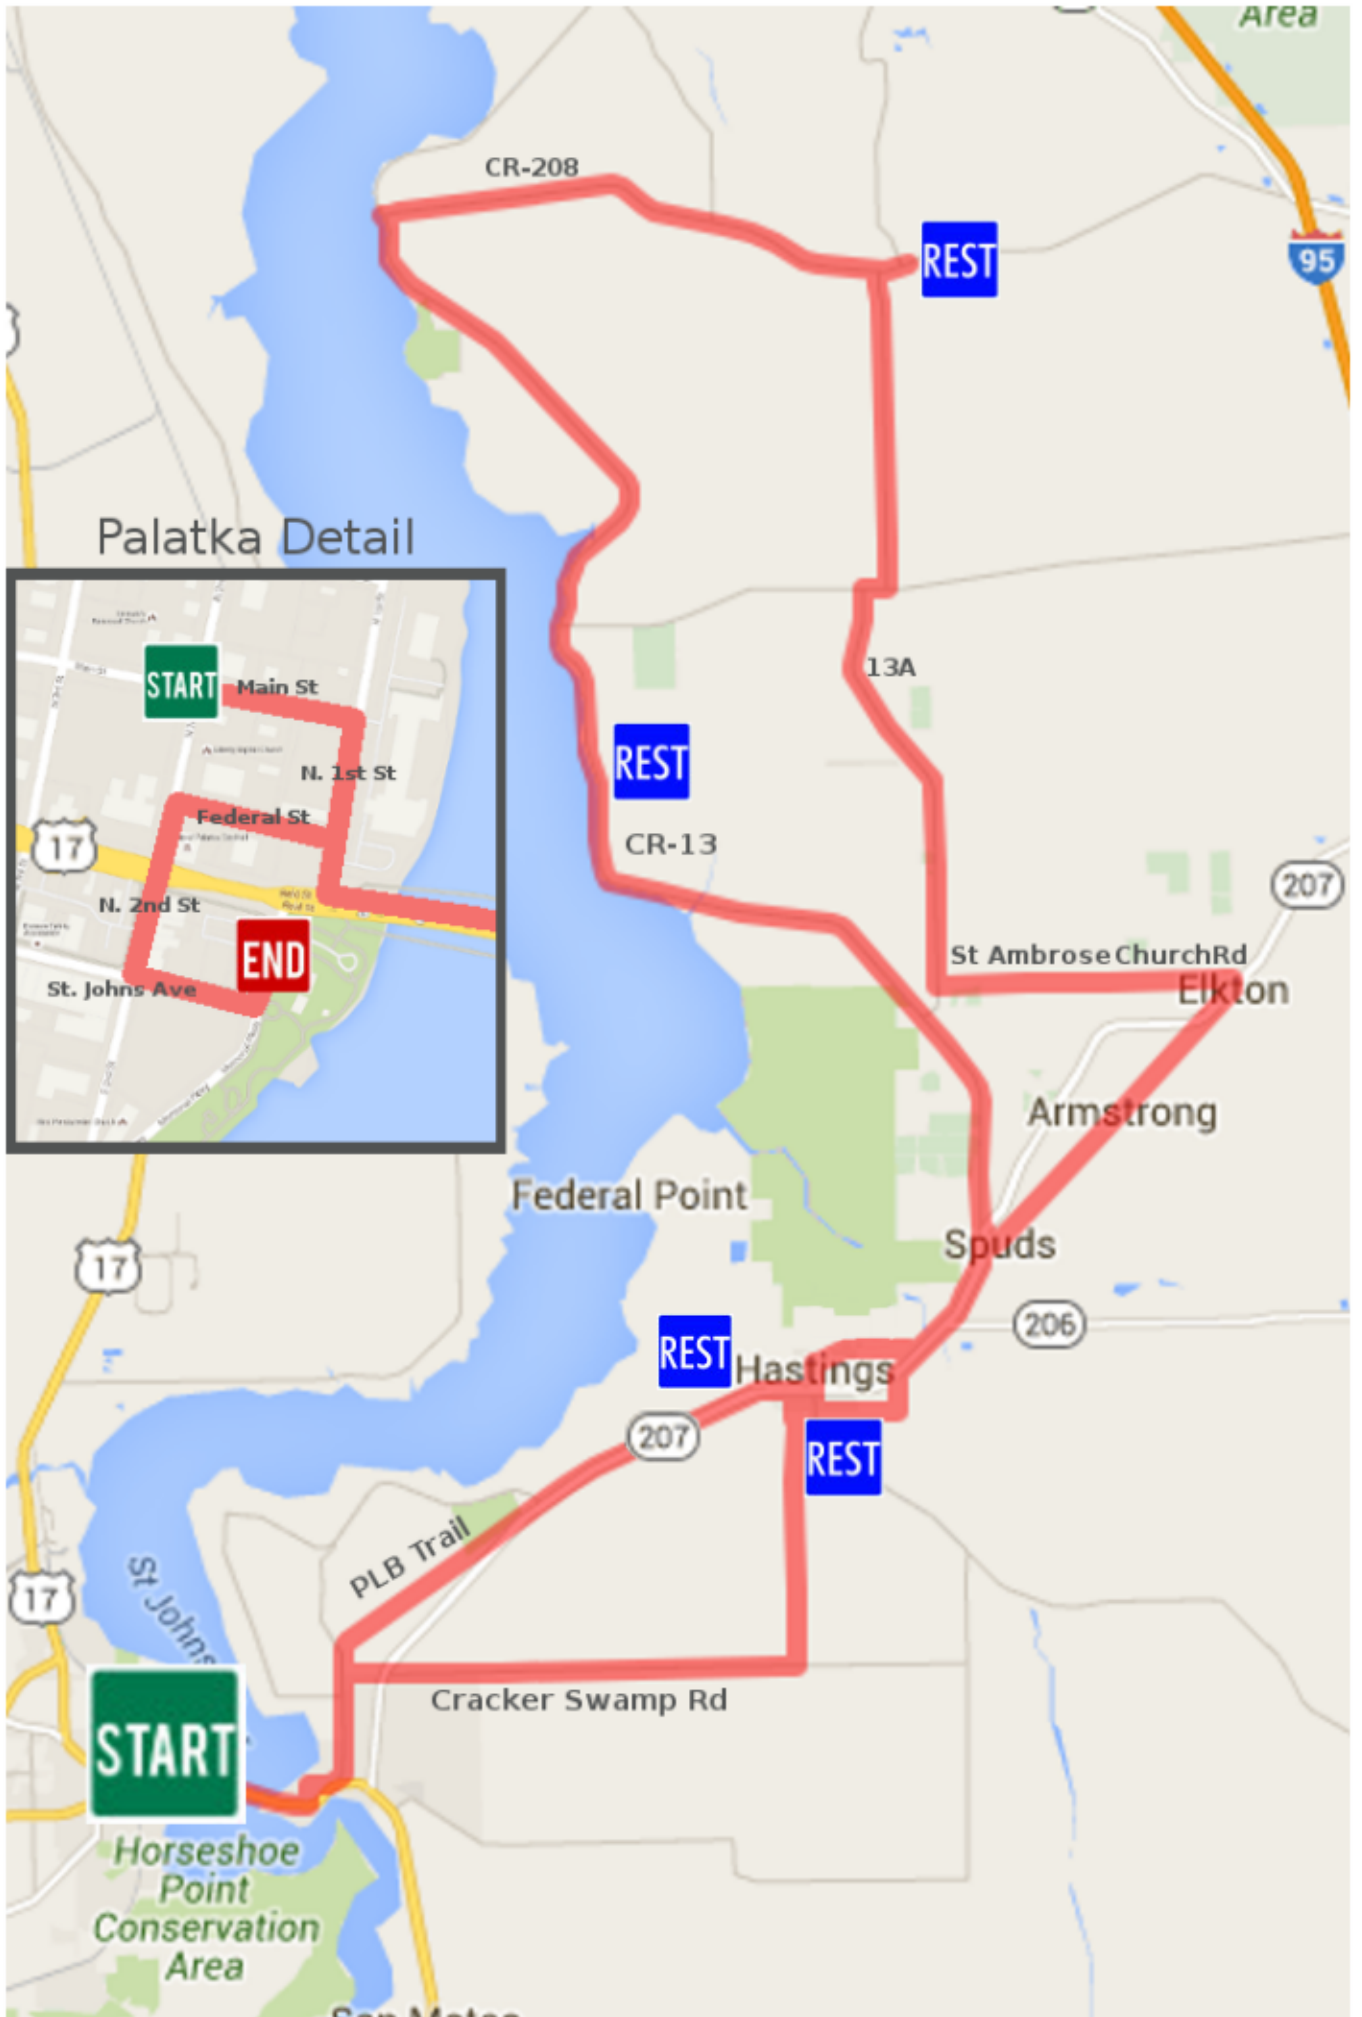 Area
CR-208
REST
95
Palatka Detail
START
Main St
N. 1st St
Federal St
17
N. 2nd St
END
St. Johns Ave
13A
REST
CR-13
207
St Ambrose ChurchRd
Elkton
Armstrong
Federal Point
Spuds
17
206
REST
Hastings
207
REST
PLB Trail
17
St Johns
Cracker Swamp Rd
START
Horseshoe
Point
Conservation
Area